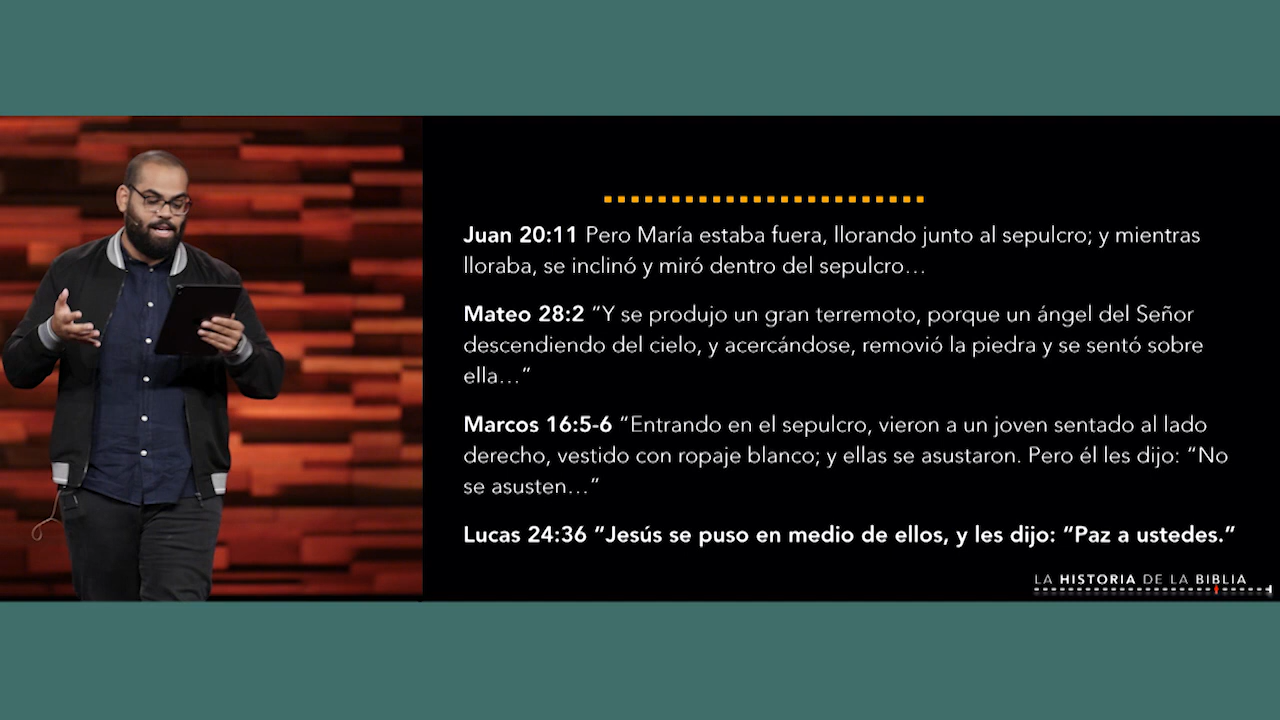 Juan 20:11 Pero María estaba fuera, llorando junto al sepulcro; y mientras
lloraba, se inclinó y miró dentro del sepulcro…
Mateo 28:2 “Y se produjo un gran terremoto, porque un ángel del Señor
descendiendo del cielo, y acercándose, removió la piedra y se sentó sobre
ella…”
Marcos 16:5-6 “Entrando en el sepulcro, vieron a un joven sentado al lado
derecho, vestido con ropaje blanco; y ellas se asustaron. Pero él les dijo: “No
se asusten…”
Lucas 24:36 “Jesús se puso en medio de ellos, y les dijo: “Paz a ustedes.”
LA HISTORIA DE LA BIBLIA